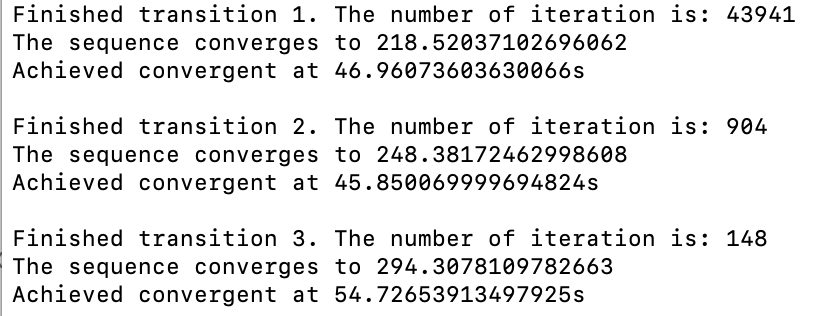 Finished transition 1. The number of iteration is: 43941
The sequence converges to 218.52037102696062
Achieved convergent at 46.96073603630066s
Finished transition 2. The number of iteration is: 904
The sequence converges to 248.38172462998608
Achieved convergent at 45.850069999694824s
Finished transition 3. The number of iteration is: 148
The sequence converges to 294.3078109782663
Achieved convergent at 54.72653913497925s